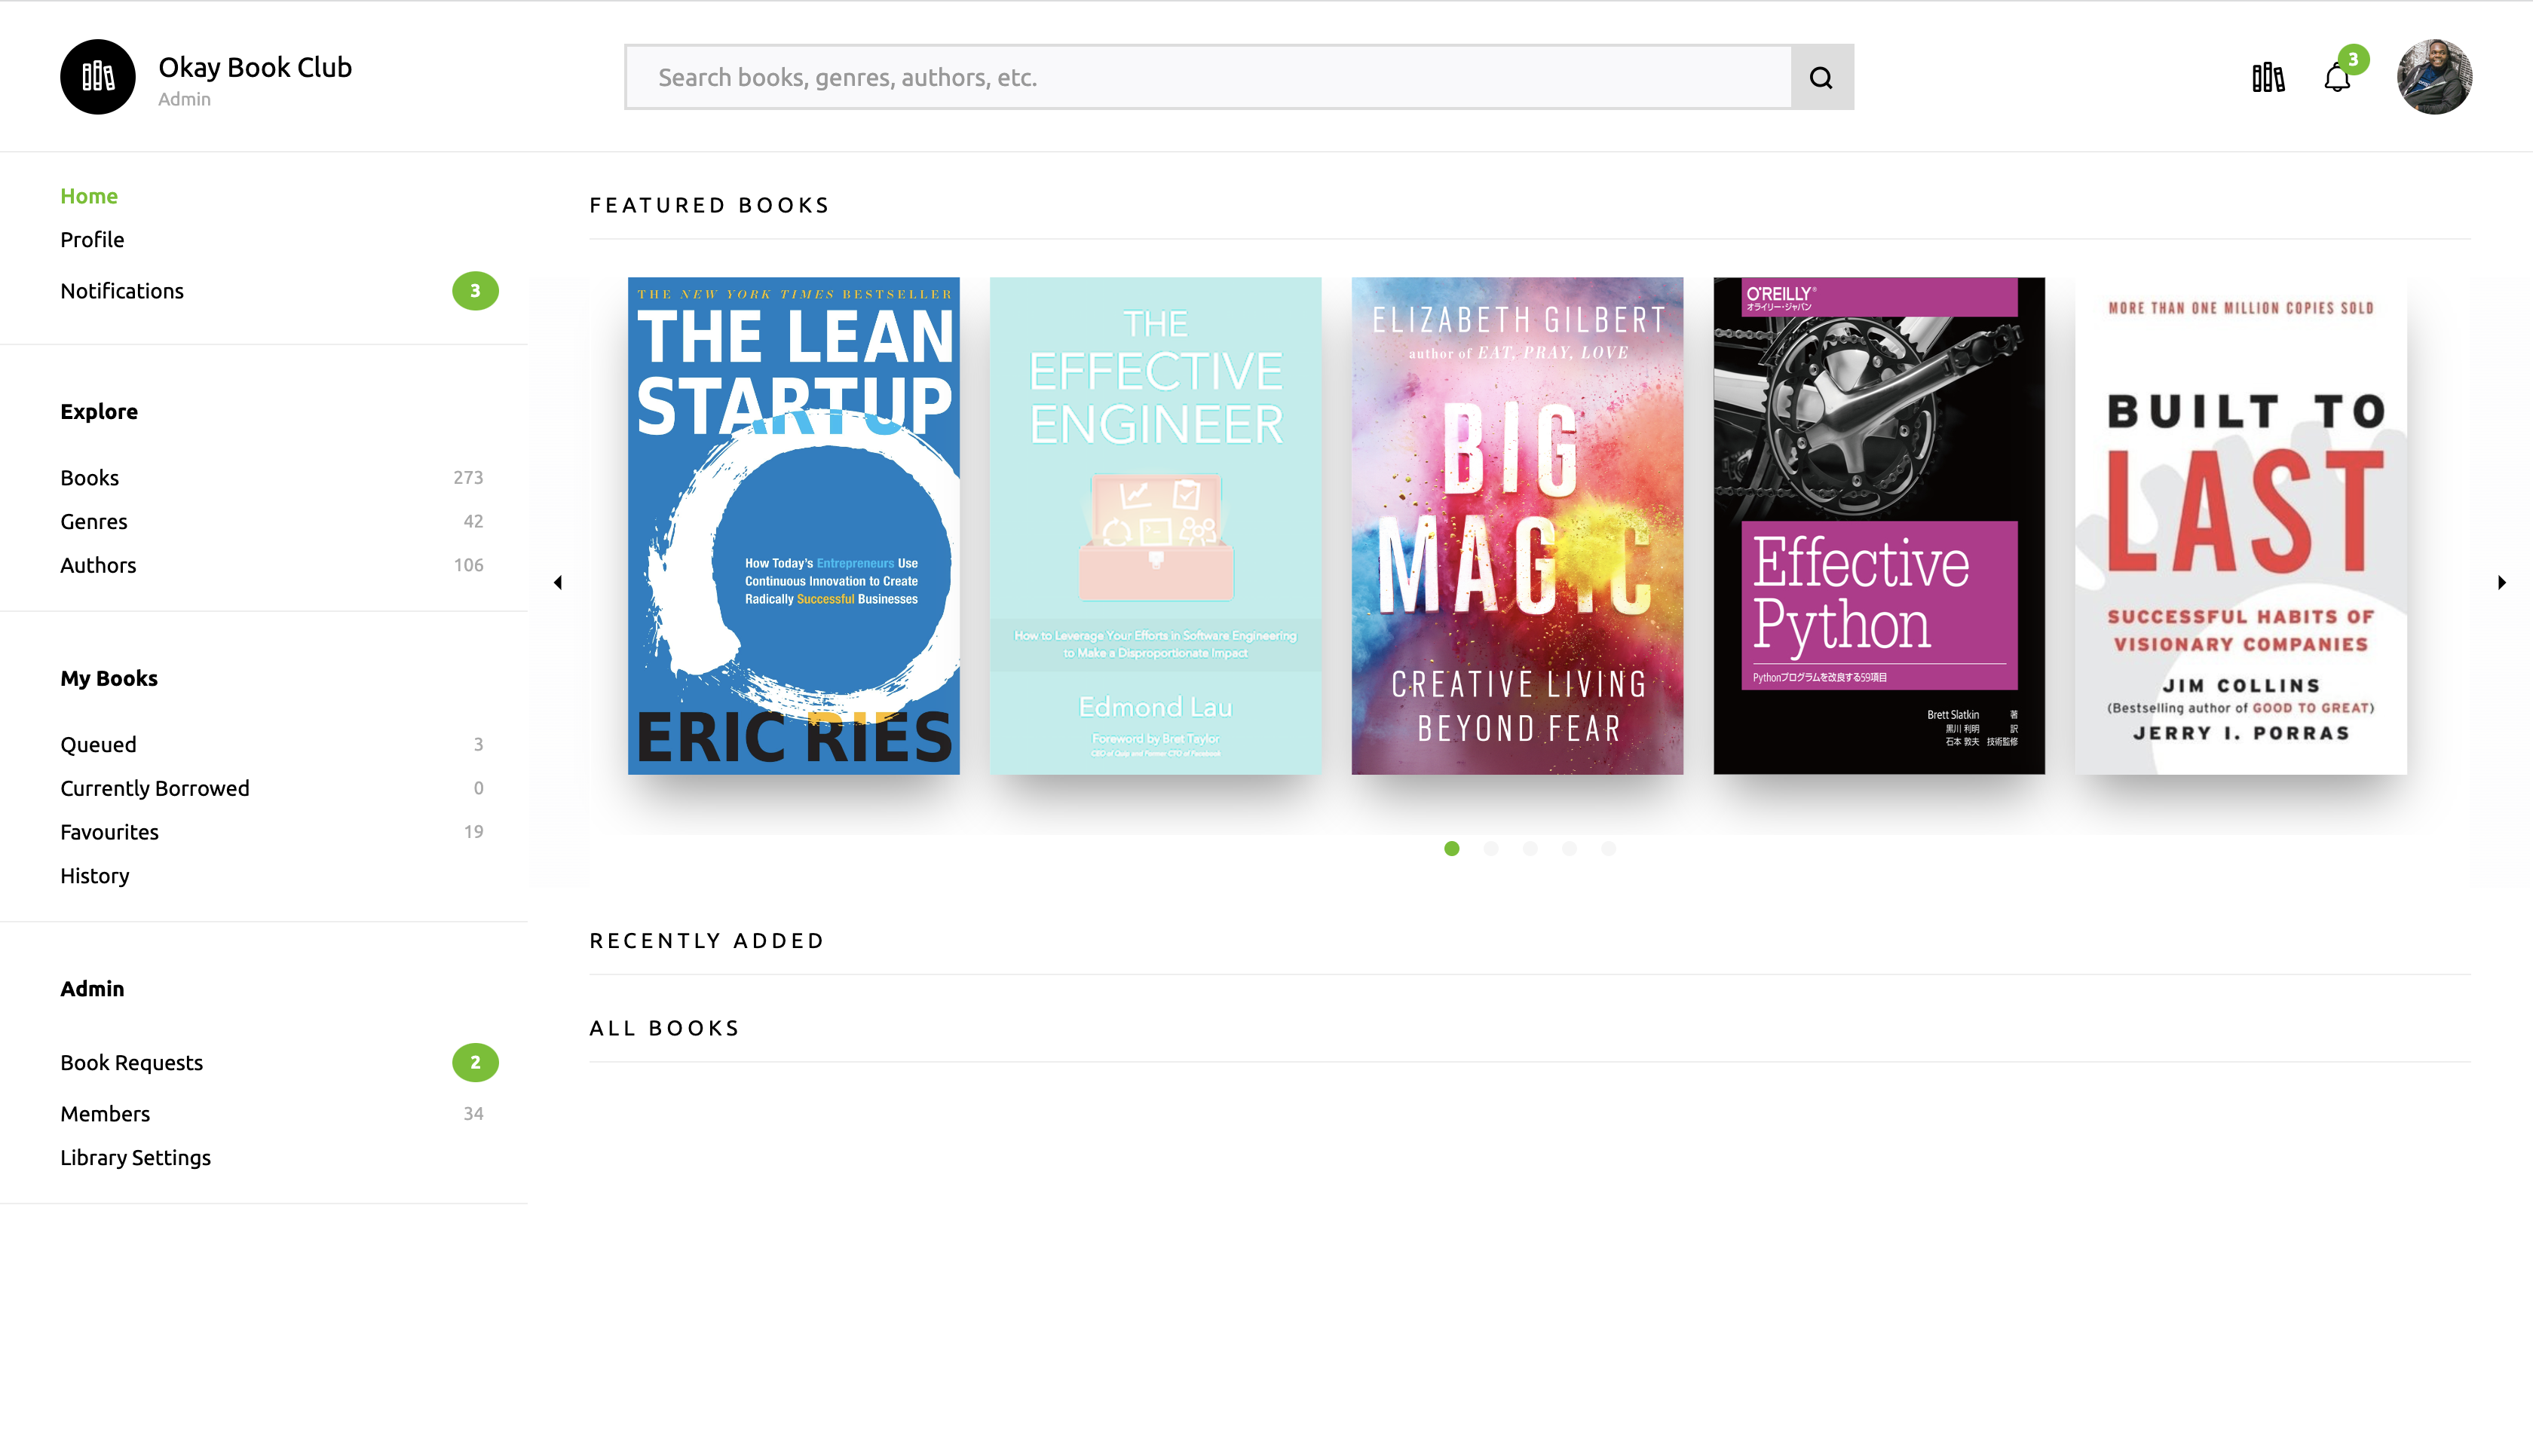 Okay Book Club
Admin
Search books, genres, authors, etc.
3
Home
Profile
Notifications 3
Explore
Books 273
Genres 42
Authors 106
My Books
Queued 3
Currently Borrowed 0
Favourites 19
History
Admin
Book Requests 2
Members 34
Library Settings
FEATURED BOOKS
THE NEW YORK TIMES BESTSELLER
THE LEAN
STARTUP
How Today's Entrepreneurs Use
Continuous Innovation to Create
Radically Successful Businesses
ERIC RIES
THE
EFFECTIVE
ENGINEER
How to Leverage Your Efforts in Software Engineering
to Make a Disproportionate Impact
Edmond Lau
Foreword by Bret Taylor
CEO of Quip and Former CTO of Facebook
ELIZABETH GILBERT
author of EAT, PRAY, LOVE
BIG
MAGIC
CREATIVE LIVING
BEYOND FEAR
O'REILLY®
オライリー・ジャパン
Effective
Python
Pythonプログラムを改良する59項目
Brett Slatkin 著
黒川 利明 訳
石本 敦夫 技術監修
MORE THAN ONE MILLION COPIES SOLD
BUILT TO
LAST
SUCCESSFUL HABITS OF
VISIONARY COMPANIES
JIM COLLINS
(Bestselling author of GOOD TO GREAT)
JERRY I. PORRAS
RECENTLY ADDED
ALL BOOKS